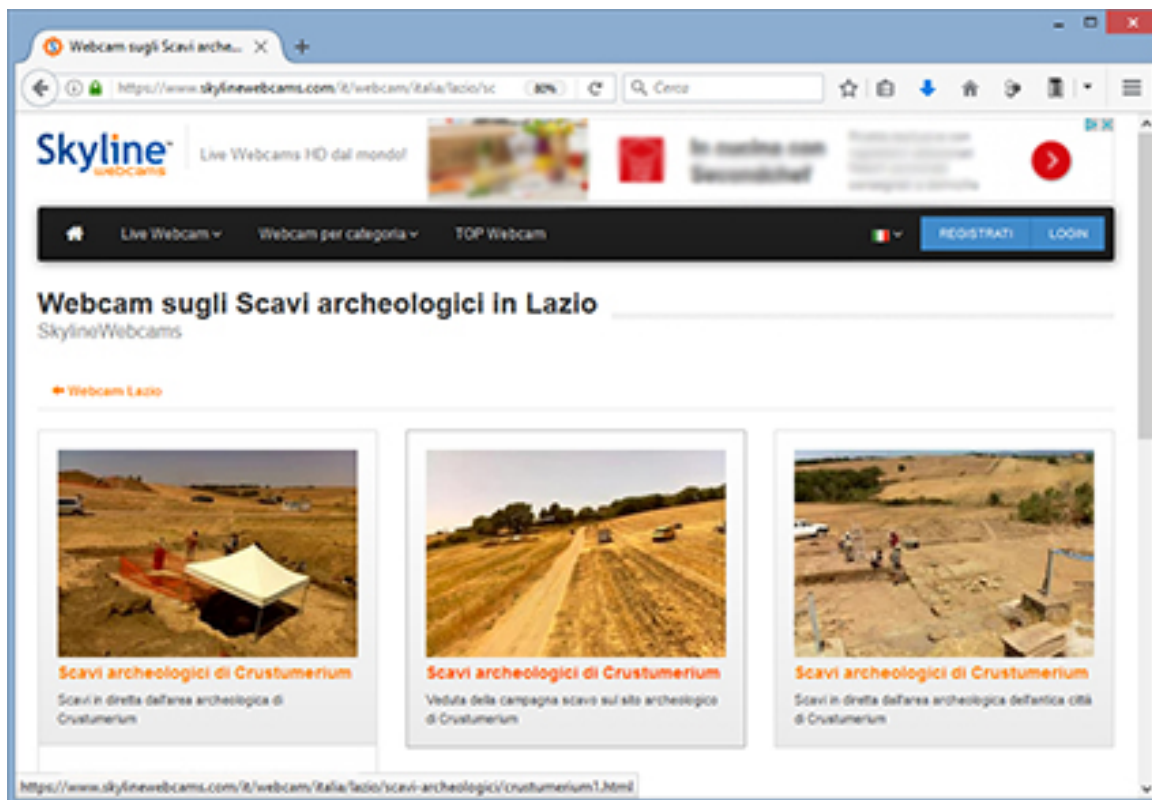 Webcam sugli Scavi arche...
https://www.skylinewebcams.com/it/webcam/italia/lazio/sc
80%
Cerca
Skyline
webcams
Live Webcams HD dal mondo!
In cucina con
Secondchef
Live Webcam
Webcam per categoria
TOP Webcam
REGISTRATI
LOGIN
Webcam sugli Scavi archeologici in Lazio
SkylineWebcams
Webcam Lazio
Scavi archeologici di Crustumerium
Scavi in diretta dall'area archeologica di
Crustumerium
Scavi archeologici di Crustumerium
Veduta della campagna scavo sul sito archeologico
di Crustumerium
Scavi archeologici di Crustumerium
Scavi in diretta dall'area archeologica dell'antica città
di Crustumerium
https://www.skylinewebcams.com/it/webcam/italia/lazio/scavi-archeologici/crustumerium1.html